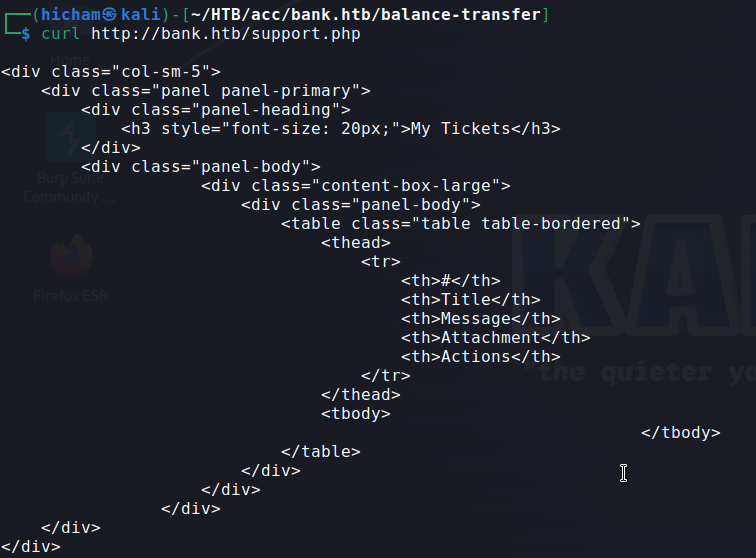 ┌──(hicham㉿kali)-[~/HTB/acc/bank.htb/balance-transfer]
└─$ curl http://bank.htb/support.php
Home
<div class="col-sm-5">
    <div class="panel panel-primary">
        <div class="panel-heading">
            <h3 style="font-size: 20px;">My Tickets</h3>
        </div>
        <div class="panel-body">
Burp Suite
Community ...
                    <div class="content-box-large">
                        <div class="panel-body">
                            <table class="table table-bordered">
                                <thead>
                                    <tr>
                                        <th>#</th>
                                        <th>Title</th>
                                        <th>Message</th>
                                        <th>Attachment</th>
                                        <th>Actions</th>
                                    </tr>
                                </thead>
                                <tbody>
                                                                </tbody>
                            </table>
                        </div>
                    </div>
                </div>
    </div>
</div>
Firefox ESR
KA
"the quieter yo